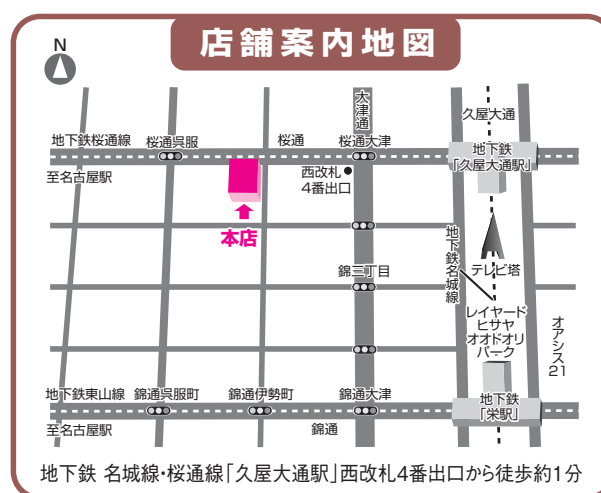 店舗案内地図
N
大津通
久屋大通
地下鉄桜通線
桜通呉服
桜通
桜通大津
地下鉄
「久屋大通駅」
至名古屋駅
西改札
4番出口
本店
地下鉄名城線
テレビ塔
錦三丁目
レイヤード
ヒサヤ
オオドオリ
パーク
オアシス21
地下鉄東山線
錦通呉服町
錦通伊勢町
錦通大津
地下鉄
「栄駅」
至名古屋駅
錦通
地下鉄 名城線・桜通線「久屋大通駅」西改札4番出口から徒歩約1分